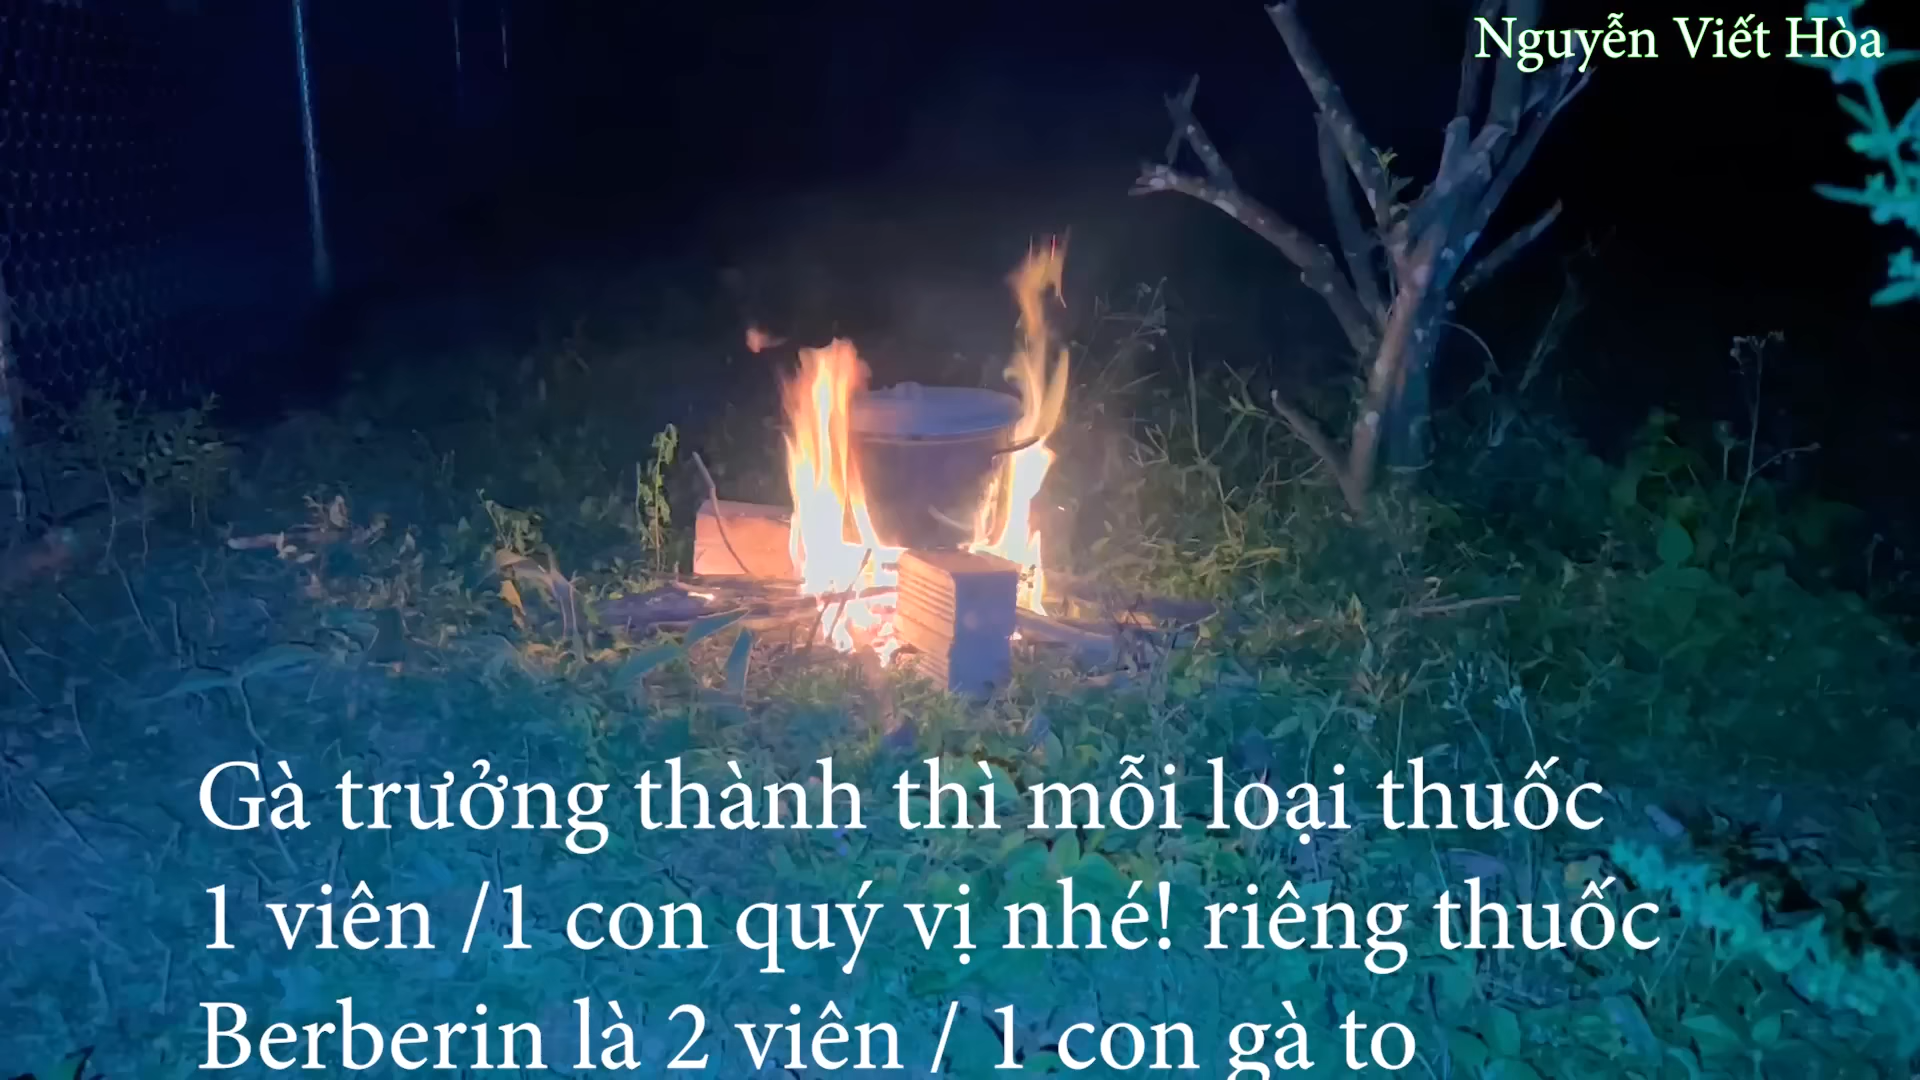 Nguyễn Viết Hòa
Gà trưởng thành thì mỗi loại thuốc
1 viên /1 con quý vị nhé! riêng thuốc
Berberin là 2 viên / 1 con gà to